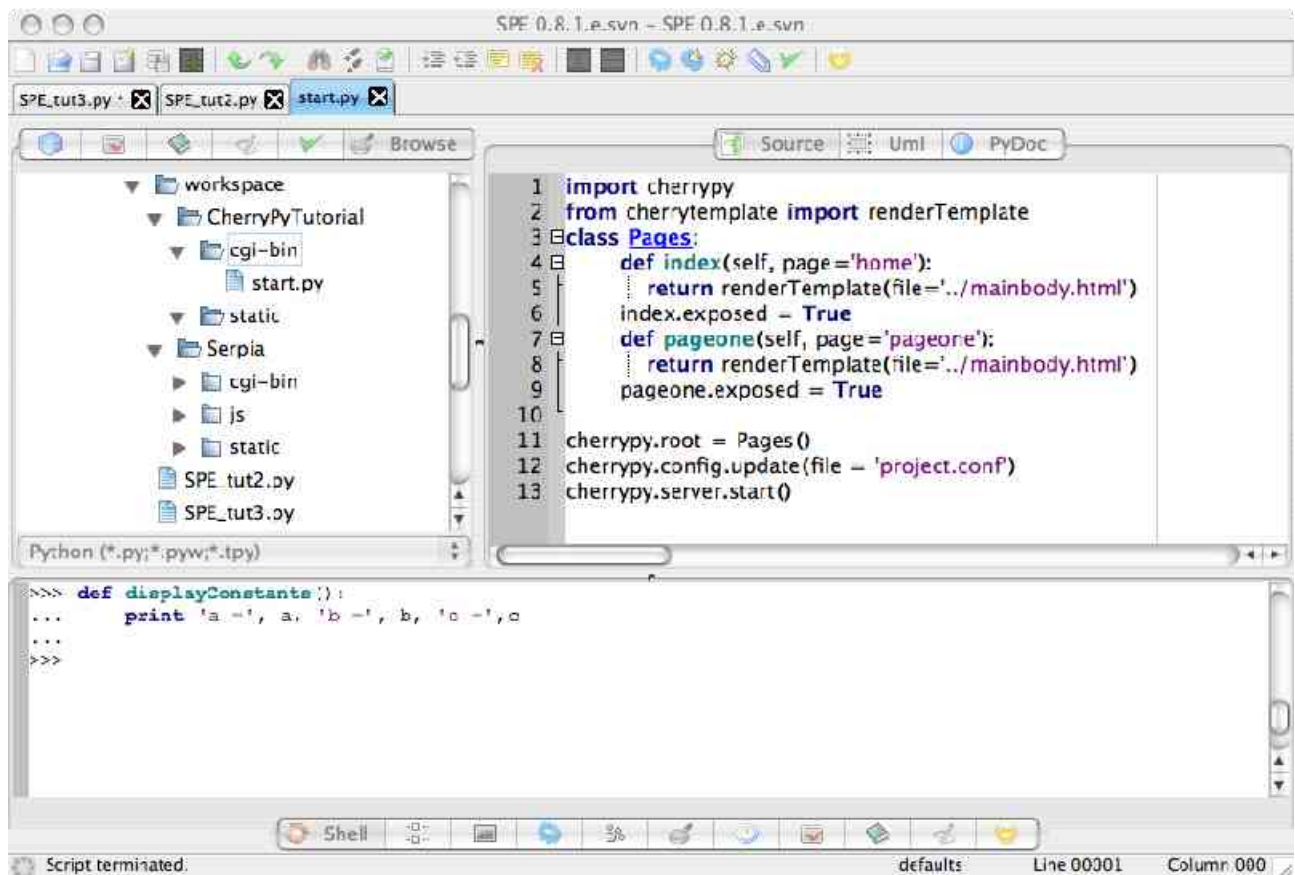 SPE 0.8.1.e.svn – SPE 0.8.1.e.svn
SPE_tut3.py * SPE_tut2.py start.py
Browse
Source Uml PyDoc
workspace
CherryPyTutorial
cgi-bin
start.py
static
Serpia
cgi-bin
js
static
SPE_tut2.py
SPE_tut3.py
Python (*.py;*.pyw;*.tpy)
1 import cherrypy
2 from cherrytemplate import renderTemplate
3 class Pages:
4 def index(self, page='home'):
5 return renderTemplate(file='../mainbody.html')
6 index.exposed = True
7 def pageone(self, page='pageone'):
8 return renderTemplate(file='../mainbody.html')
9 pageone.exposed = True
10
11 cherrypy.root = Pages()
12 cherrypy.config.update(file = 'project.conf')
13 cherrypy.server.start()
>>> def displayConstants():
... print 'a =', a, 'b =', b, 'c =',c
...
>>>
Shell
Script terminated.
defaults Line 00001 Column 000